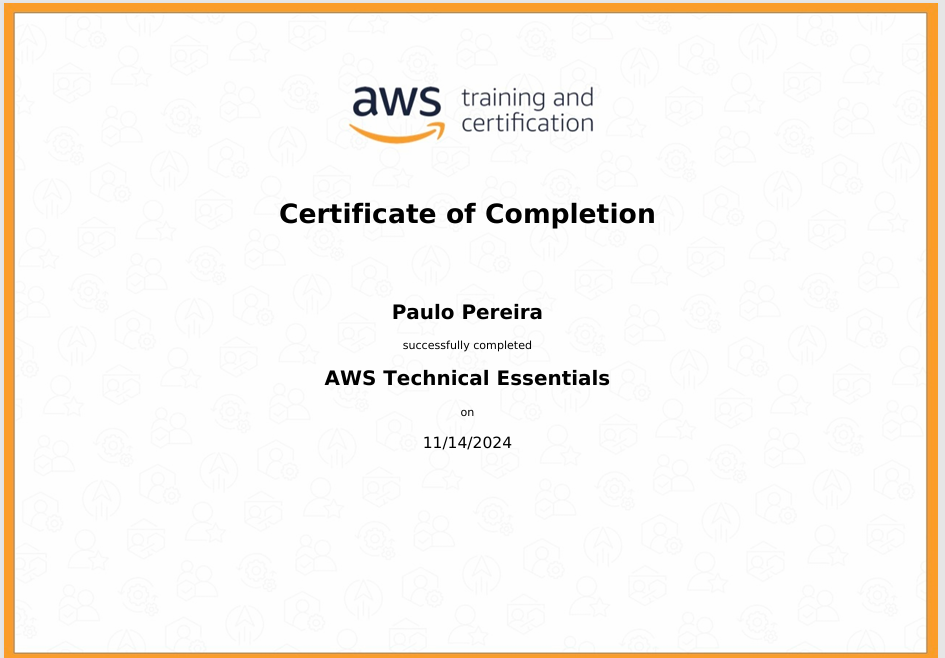 aws training and
certification
Certificate of Completion
Paulo Pereira
successfully completed
AWS Technical Essentials
on
11/14/2024